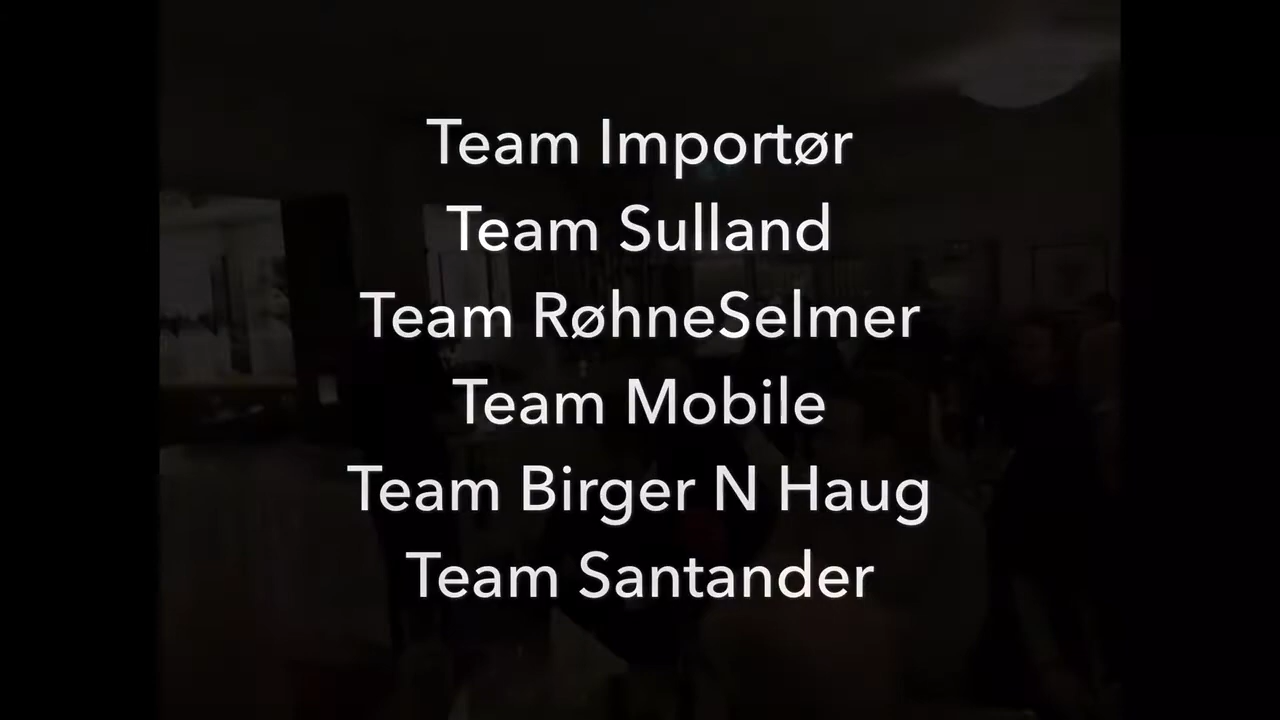 Team Importør
Team Sulland
Team RøhneSelmer
Team Mobile
Team Birger N Haug
Team Santander